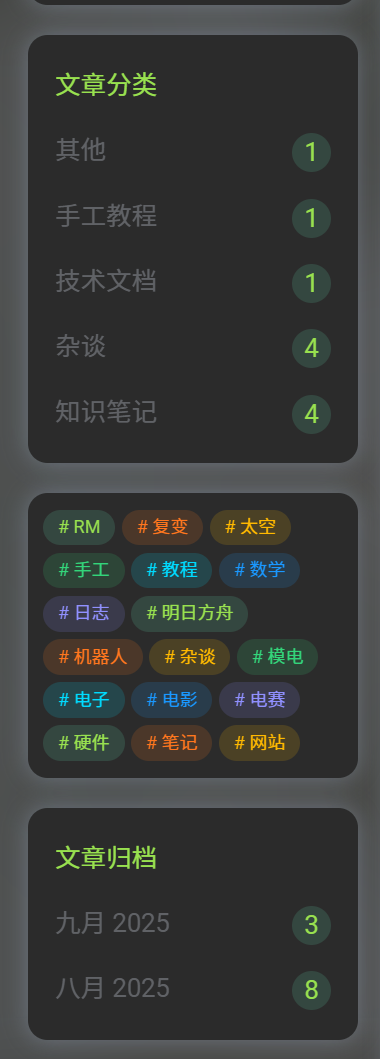 文章分类
其他 1
手工教程 1
技术文档 1
杂谈 4
知识笔记 4
# RM # 复变 # 太空
# 手工 # 教程 # 数学
# 日志 # 明日方舟
# 机器人 # 杂谈 # 模电
# 电子 # 电影 # 电赛
# 硬件 # 笔记 # 网站
文章归档
九月 2025 3
八月 2025 8